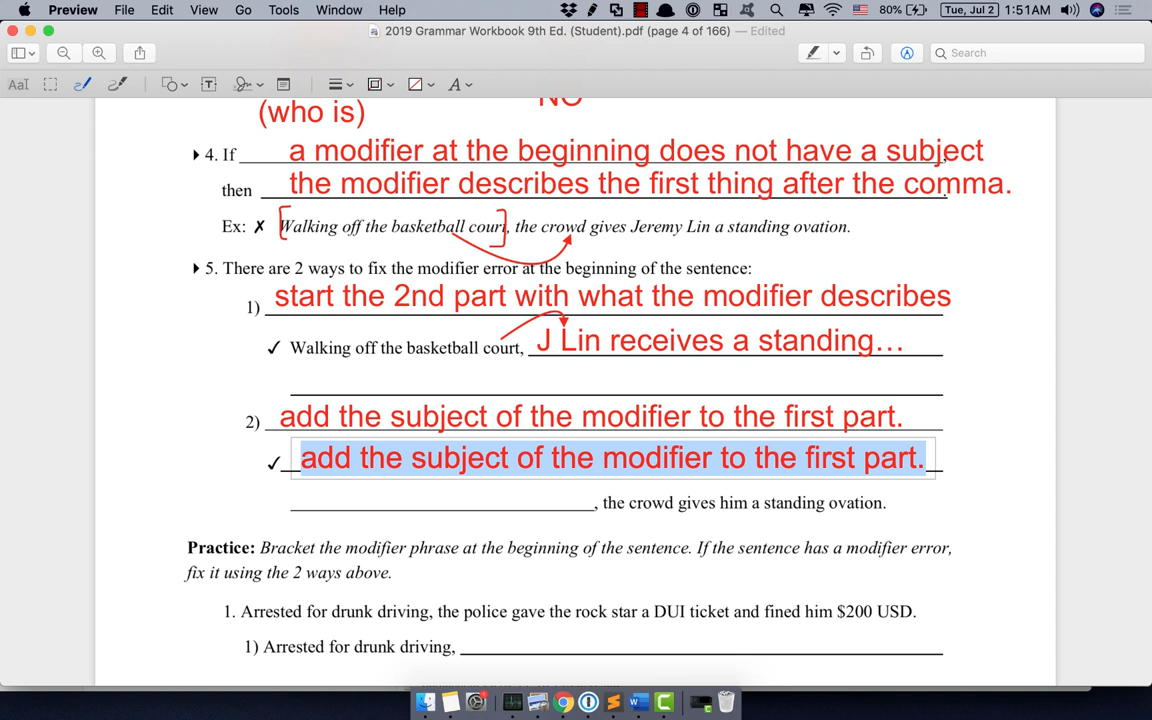 Preview File Edit View Go Tools Window Help 80% Tue, Jul 2 1:51AM
2019 Grammar Workbook 9th Ed. (Student).pdf (page 4 of 166) — Edited
Search
AaI T A
(who is) NO
4. If a modifier at the beginning does not have a subject,
then the modifier describes the first thing after the comma.
Ex: ✗ Walking off the basketball court, the crowd gives Jeremy Lin a standing ovation.
5. There are 2 ways to fix the modifier error at the beginning of the sentence:
1) start the 2nd part with what the modifier describes
✓ Walking off the basketball court, J Lin receives a standing…
2) add the subject of the modifier to the first part.
✓ add the subject of the modifier to the first part.
, the crowd gives him a standing ovation.
Practice: Bracket the modifier phrase at the beginning of the sentence. If the sentence has a modifier error,
fix it using the 2 ways above.
1. Arrested for drunk driving, the police gave the rock star a DUI ticket and fined him $200 USD.
1) Arrested for drunk driving,